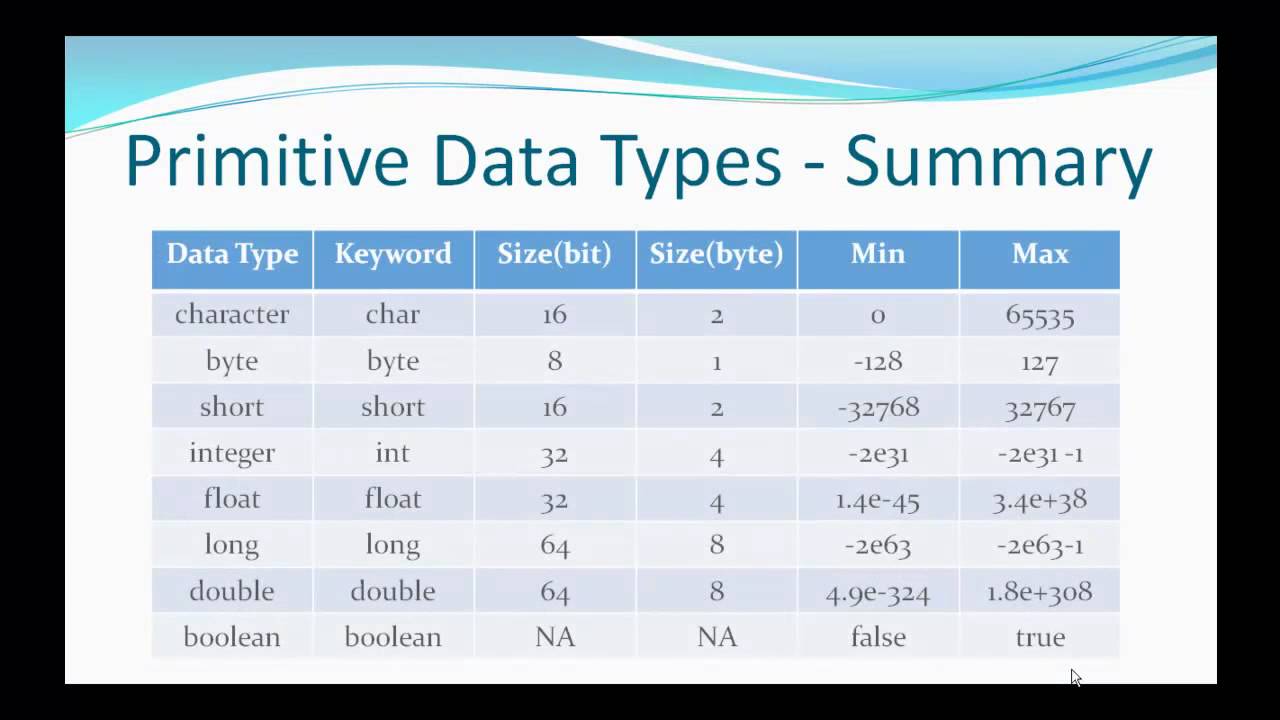 Primitive Data Types - Summary
Data Type Keyword Size(bit) Size(byte) Min Max
character char 16 2 0 65535
byte byte 8 1 -128 127
short short 16 2 -32768 32767
integer int 32 4 -2e31 -2e31 -1
float float 32 4 1.4e-45 3.4e+38
long long 64 8 -2e63 -2e63-1
double double 64 8 4.9e-324 1.8e+308
boolean boolean NA NA false true